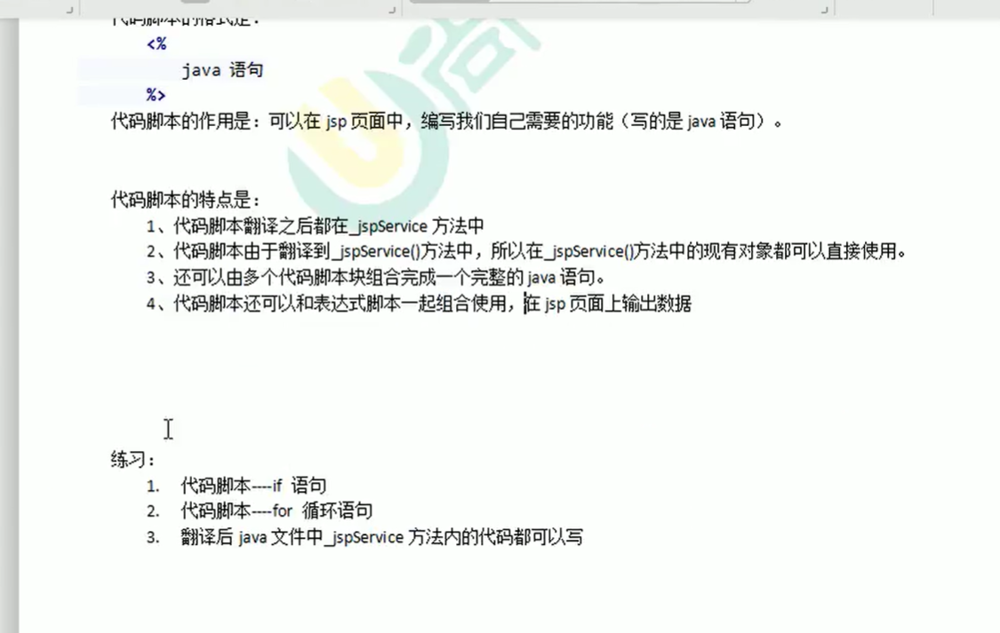 代码脚本的格式是：
<%
java 语句
%>
代码脚本的作用是：可以在 jsp 页面中，编写我们自己需要的功能（写的是 java 语句）。
代码脚本的特点是：
1、代码脚本翻译之后都在_jspService 方法中
2、代码脚本由于翻译到_jspService()方法中，所以在_jspService()方法中的现有对象都可以直接使用。
3、还可以由多个代码脚本块组合完成一个完整的 java 语句。
4、代码脚本还可以和表达式脚本一起组合使用，在 jsp 页面上输出数据
练习：
1. 代码脚本----if 语句
2. 代码脚本----for 循环语句
3. 翻译后 java 文件中_jspService 方法内的代码都可以写